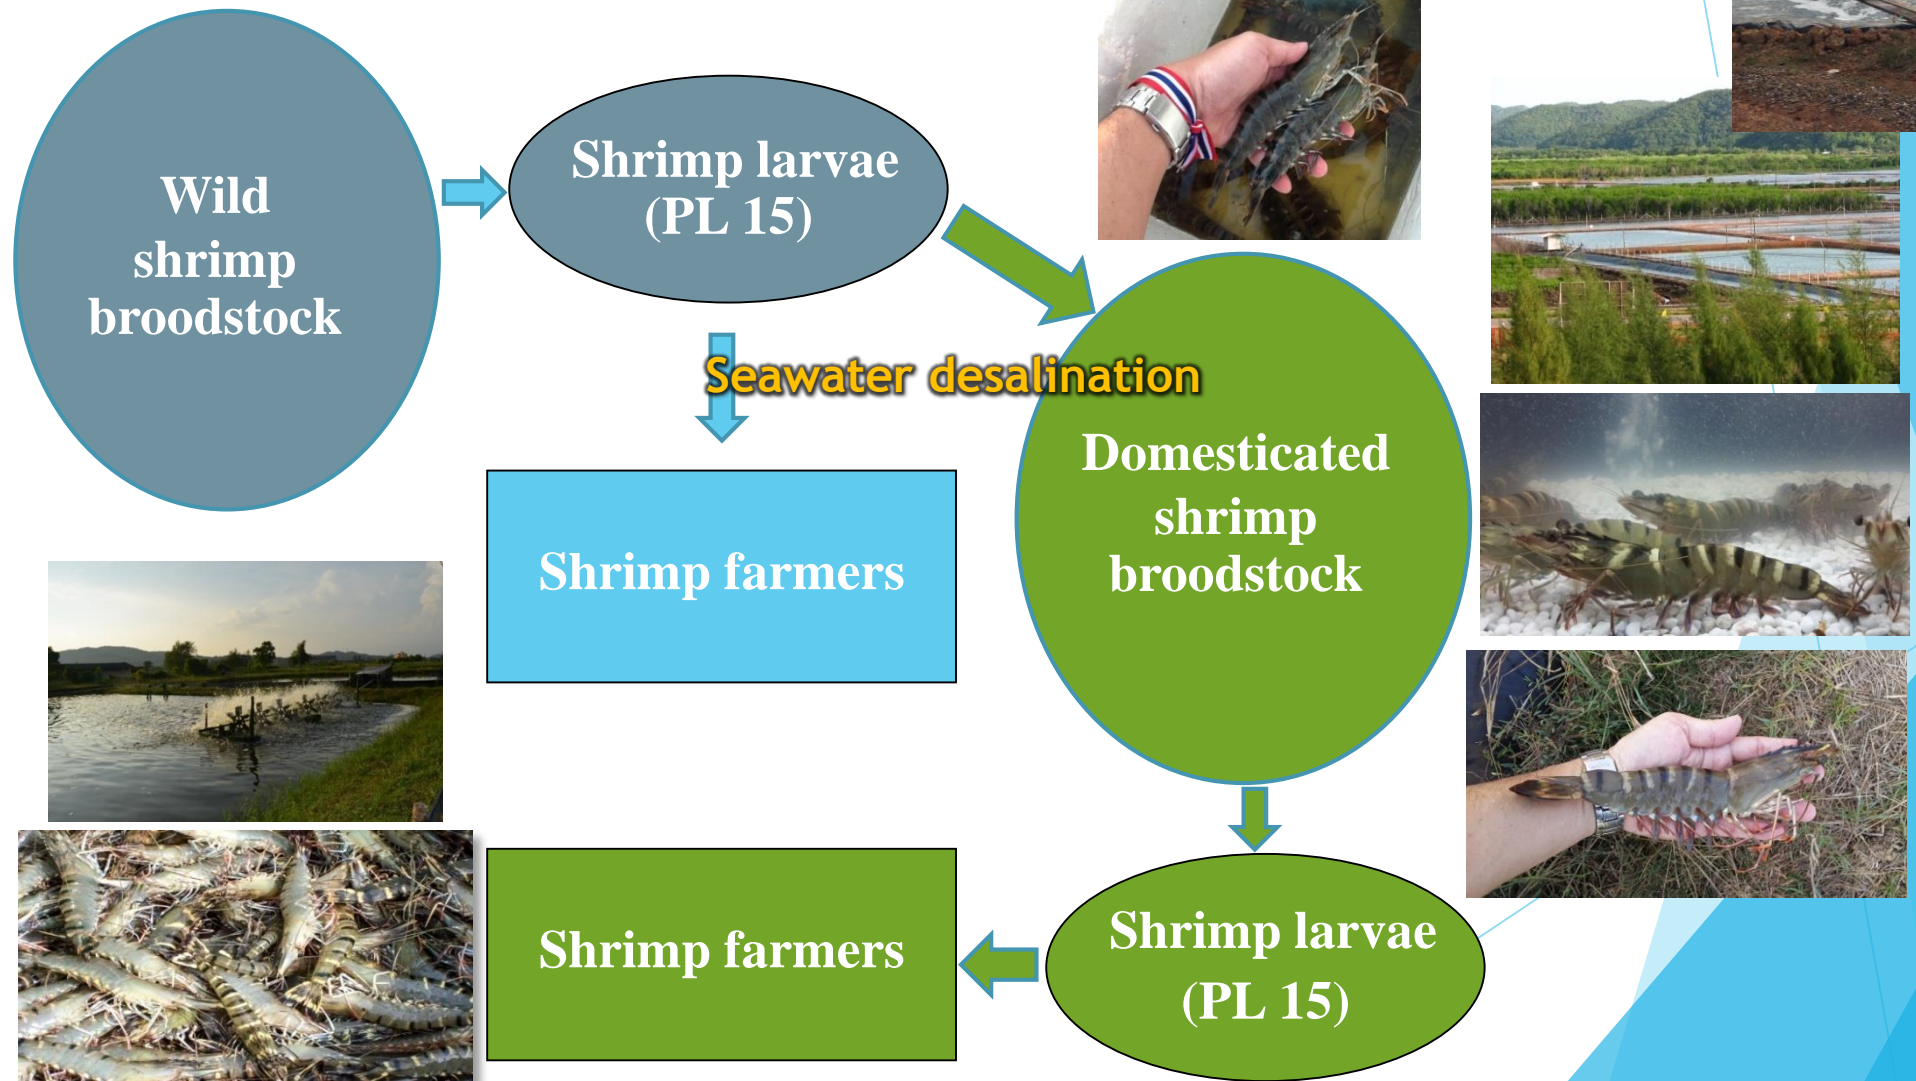 Wild
shrimp
broodstock
Shrimp larvae
(PL 15)
Seawater desalination
Shrimp farmers
Domesticated
shrimp
broodstock
Shrimp larvae
(PL 15)
Shrimp farmers